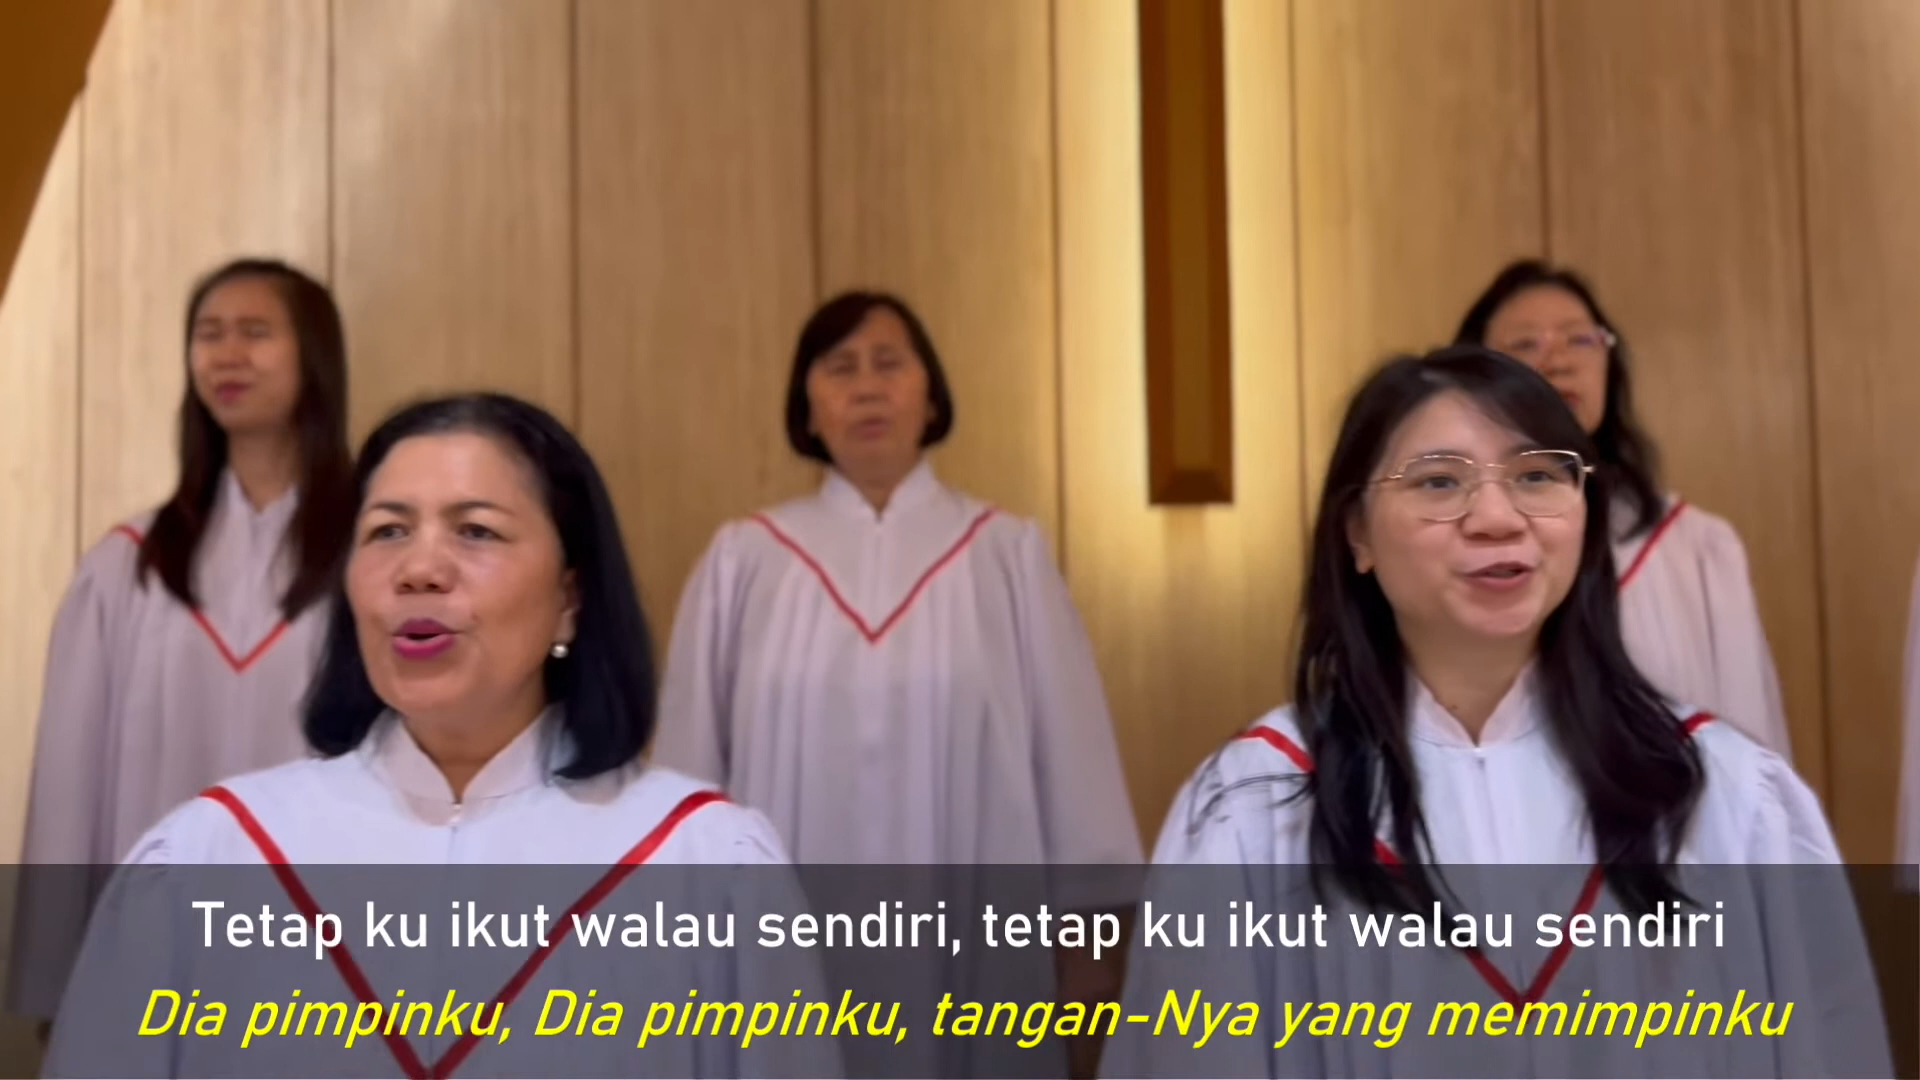 Tetap ku ikut walau sendiri, tetap ku ikut walau sendiri
Dia pimpinku, Dia pimpinku, tangan-Nya yang memimpinku